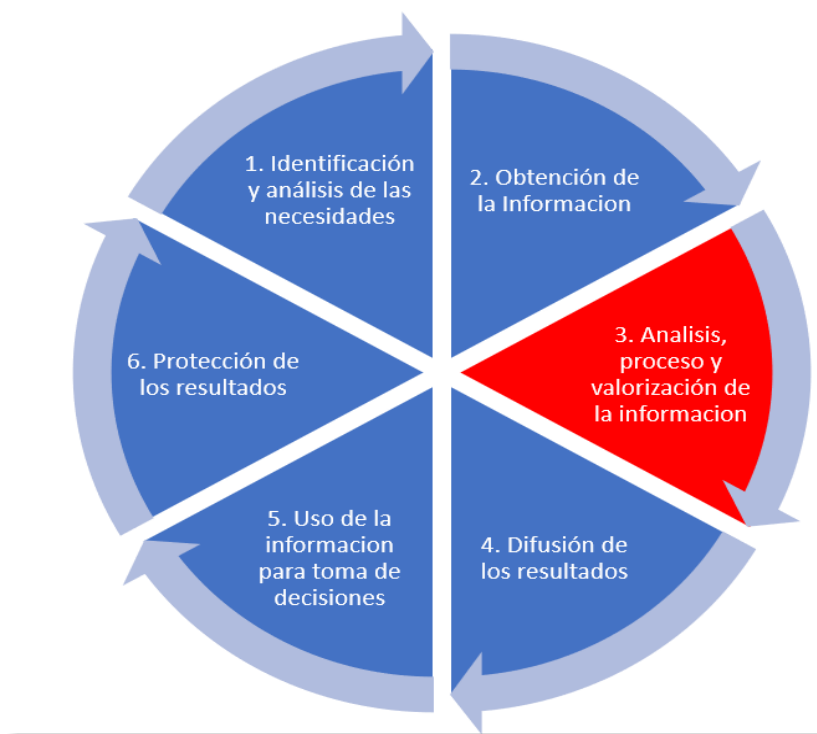 1. Identificación
y análisis de las
necesidades
2. Obtención de
la Informacion
3. Analisis,
proceso y
valorización de
la informacion
4. Difusión de
los resultados
5. Uso de la
informacion
para toma de
decisiones
6. Protección de
los resultados